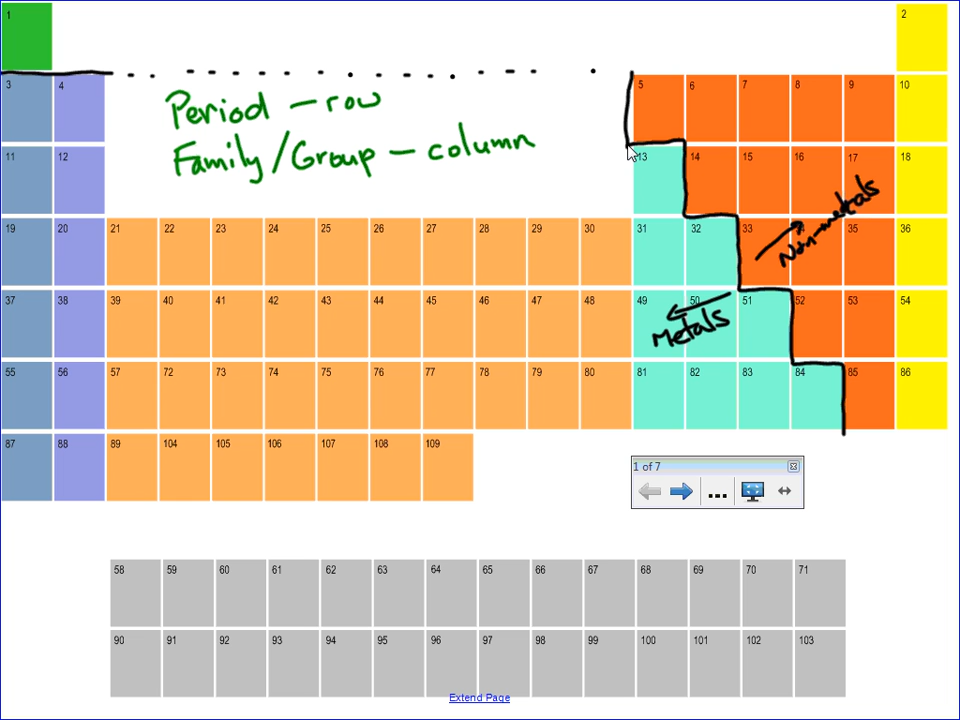 1 2
3 4 5 6 7 8 9 10
Period – row
Family/Group – column
11 12 13 14 15 16 17 18
19 20 21 22 23 24 25 26 27 28 29 30 31 32 33 35 36
Non-metals
37 38 39 40 41 42 43 44 45 46 47 48 49 50 51 52 53 54
Metals
55 56 57 72 73 74 75 76 77 78 79 80 81 82 83 84 85 86
87 88 89 104 105 106 107 108 109
1 of 7
58 59 60 61 62 63 64 65 66 67 68 69 70 71
90 91 92 93 94 95 96 97 98 99 100 101 102 103
Extend Page